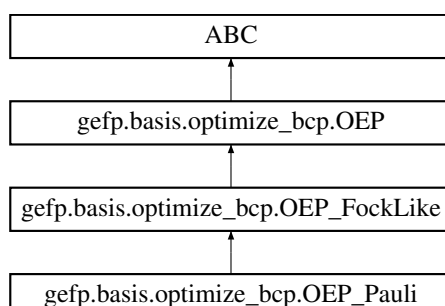 ABC
gefp.basis.optimize_bcp.OEP
gefp.basis.optimize_bcp.OEP_FockLike
gefp.basis.optimize_bcp.OEP_Pauli